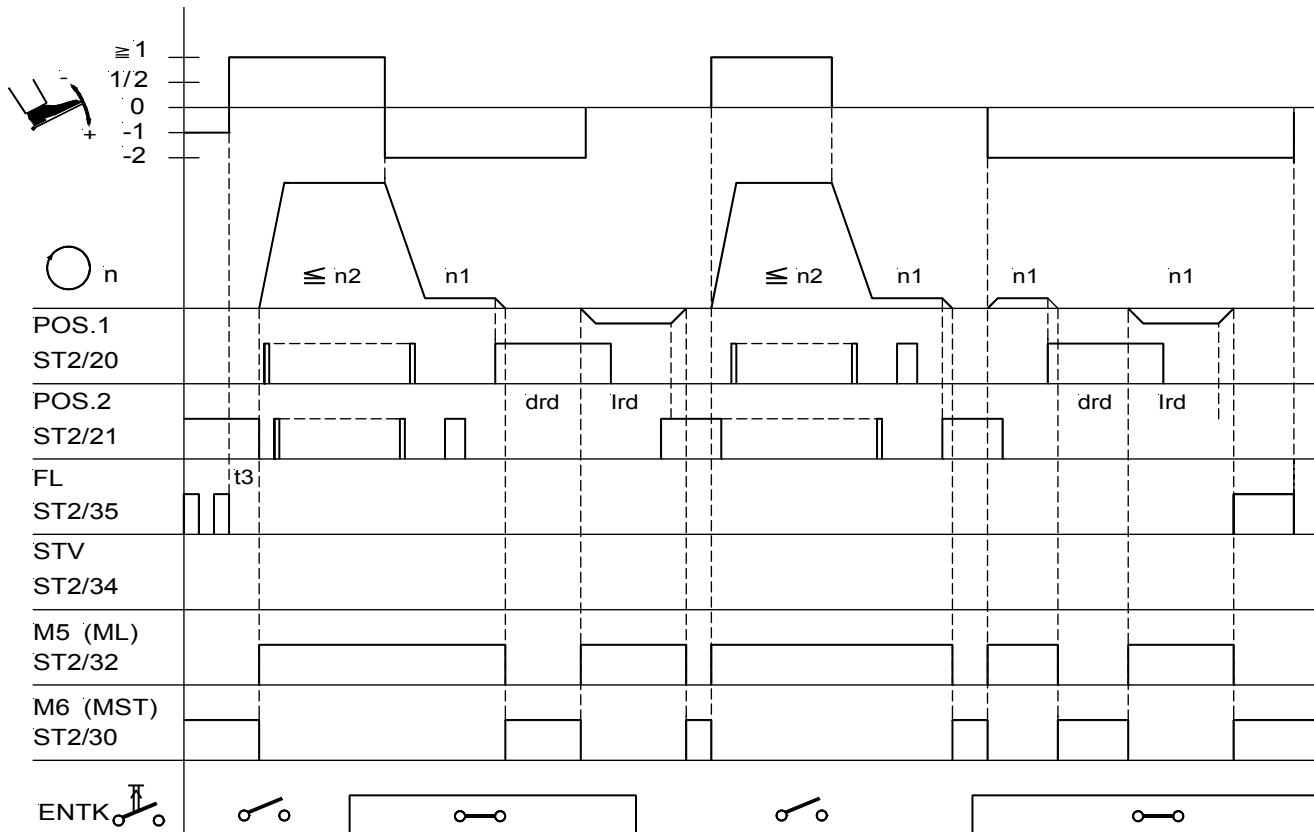 ≧ 1
1/2
0
-1
-2
-
+
n
≦ n2
n1
≦ n2
n1
n1
n1
POS.1
ST2/20
POS.2
ST2/21
drd
lrd
drd
lrd
FL
ST2/35
t3
STV
ST2/34
M5 (ML)
ST2/32
M6 (MST)
ST2/30
ENTK